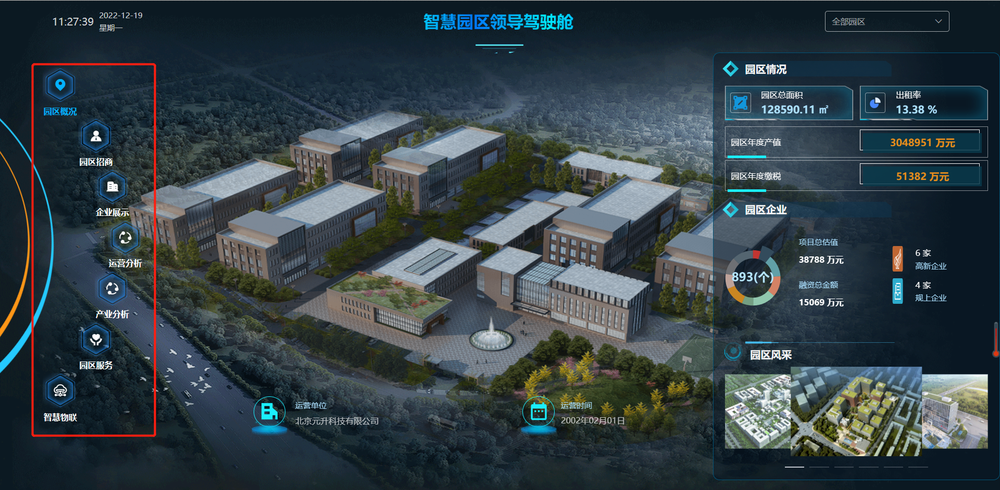 11:27:39
2022-12-19
星期一
智慧园区领导驾驶舱
全部园区
园区概况
园区招商
企业展示
运营分析
产业分析
园区服务
智慧物联
运营单位
北京元升科技有限公司
运营时间
2002年02月01日
园区情况
园区总面积
128590.11 ㎡
出租率
13.38 %
园区年度产值
3048951 万元
园区年度缴税
51382 万元
园区企业
893(个)
项目总估值
38788 万元
融资总金额
15069 万元
6 家
高新企业
4 家
规上企业
园区风采